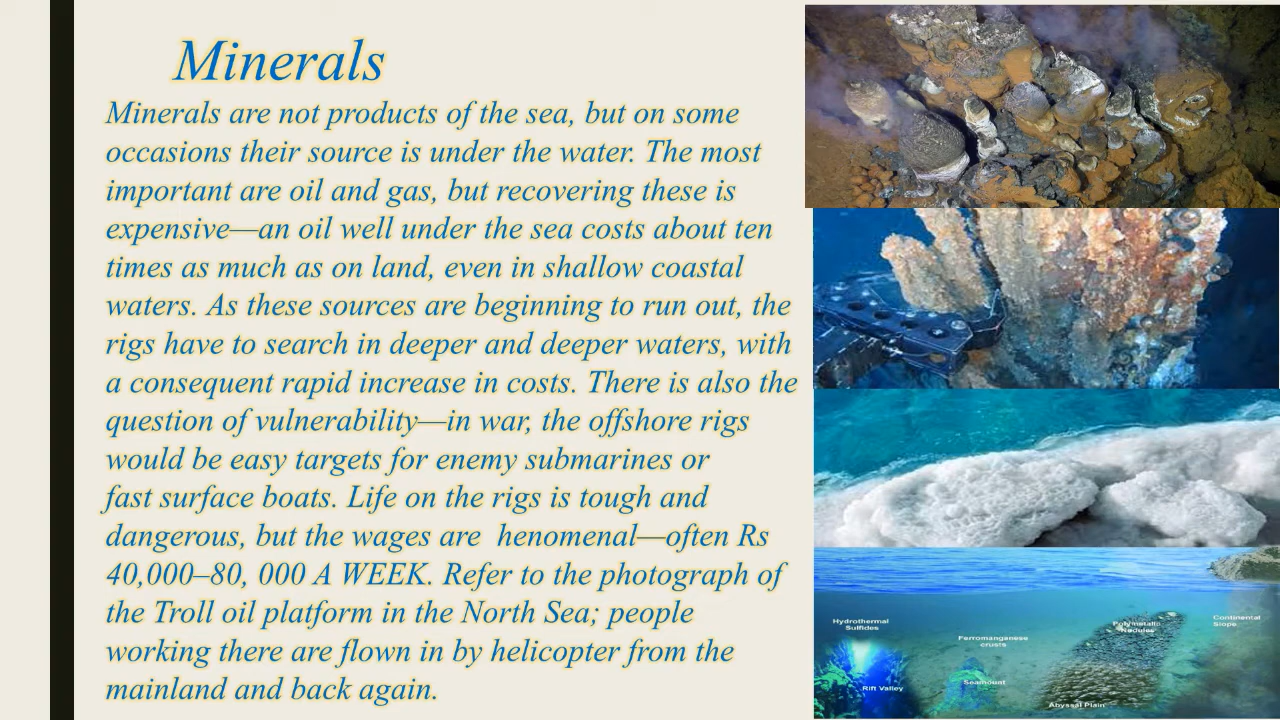 Minerals
Minerals are not products of the sea, but on some
occasions their source is under the water. The most
important are oil and gas, but recovering these is
expensive—an oil well under the sea costs about ten
times as much as on land, even in shallow coastal
waters. As these sources are beginning to run out, the
rigs have to search in deeper and deeper waters, with
a consequent rapid increase in costs. There is also the
question of vulnerability—in war, the offshore rigs
would be easy targets for enemy submarines or
fast surface boats. Life on the rigs is tough and
dangerous, but the wages are  henomenal—often Rs
40,000–80, 000 A WEEK. Refer to the photograph of
the Troll oil platform in the North Sea; people
working there are flown in by helicopter from the
mainland and back again.
Hydrothermal
Sulfides
Ferromanganese
crusts
Polymetallic
Nodules
Continental
Slope
Rift Valley
Seamount
Abyssal Plain